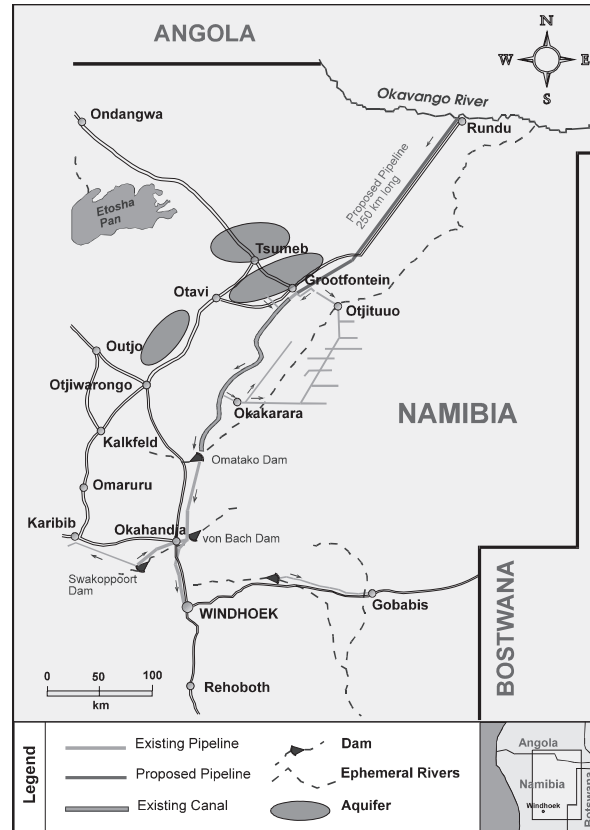 ANGOLA
N
W E
S
Okavango River
Ondangwa
Rundu
Proposed Pipeline
250 km long
Etosha
Pan
Tsumeb
Grootfontein
Otavi
Otjituuo
Outjo
Otjiwarongo
Okakarara
NAMIBIA
Kalkfeld
Omatako Dam
Omaruru
Karibib
Okahandja
von Bach Dam
Swakoppoort
Dam
WINDHOEK
Gobabis
BOSTWANA
0 50 100
km
Rehoboth
Legend
Existing Pipeline
Proposed Pipeline
Existing Canal
Dam
Ephemeral Rivers
Aquifer
Angola
Namibia
Windhoek
Botswana